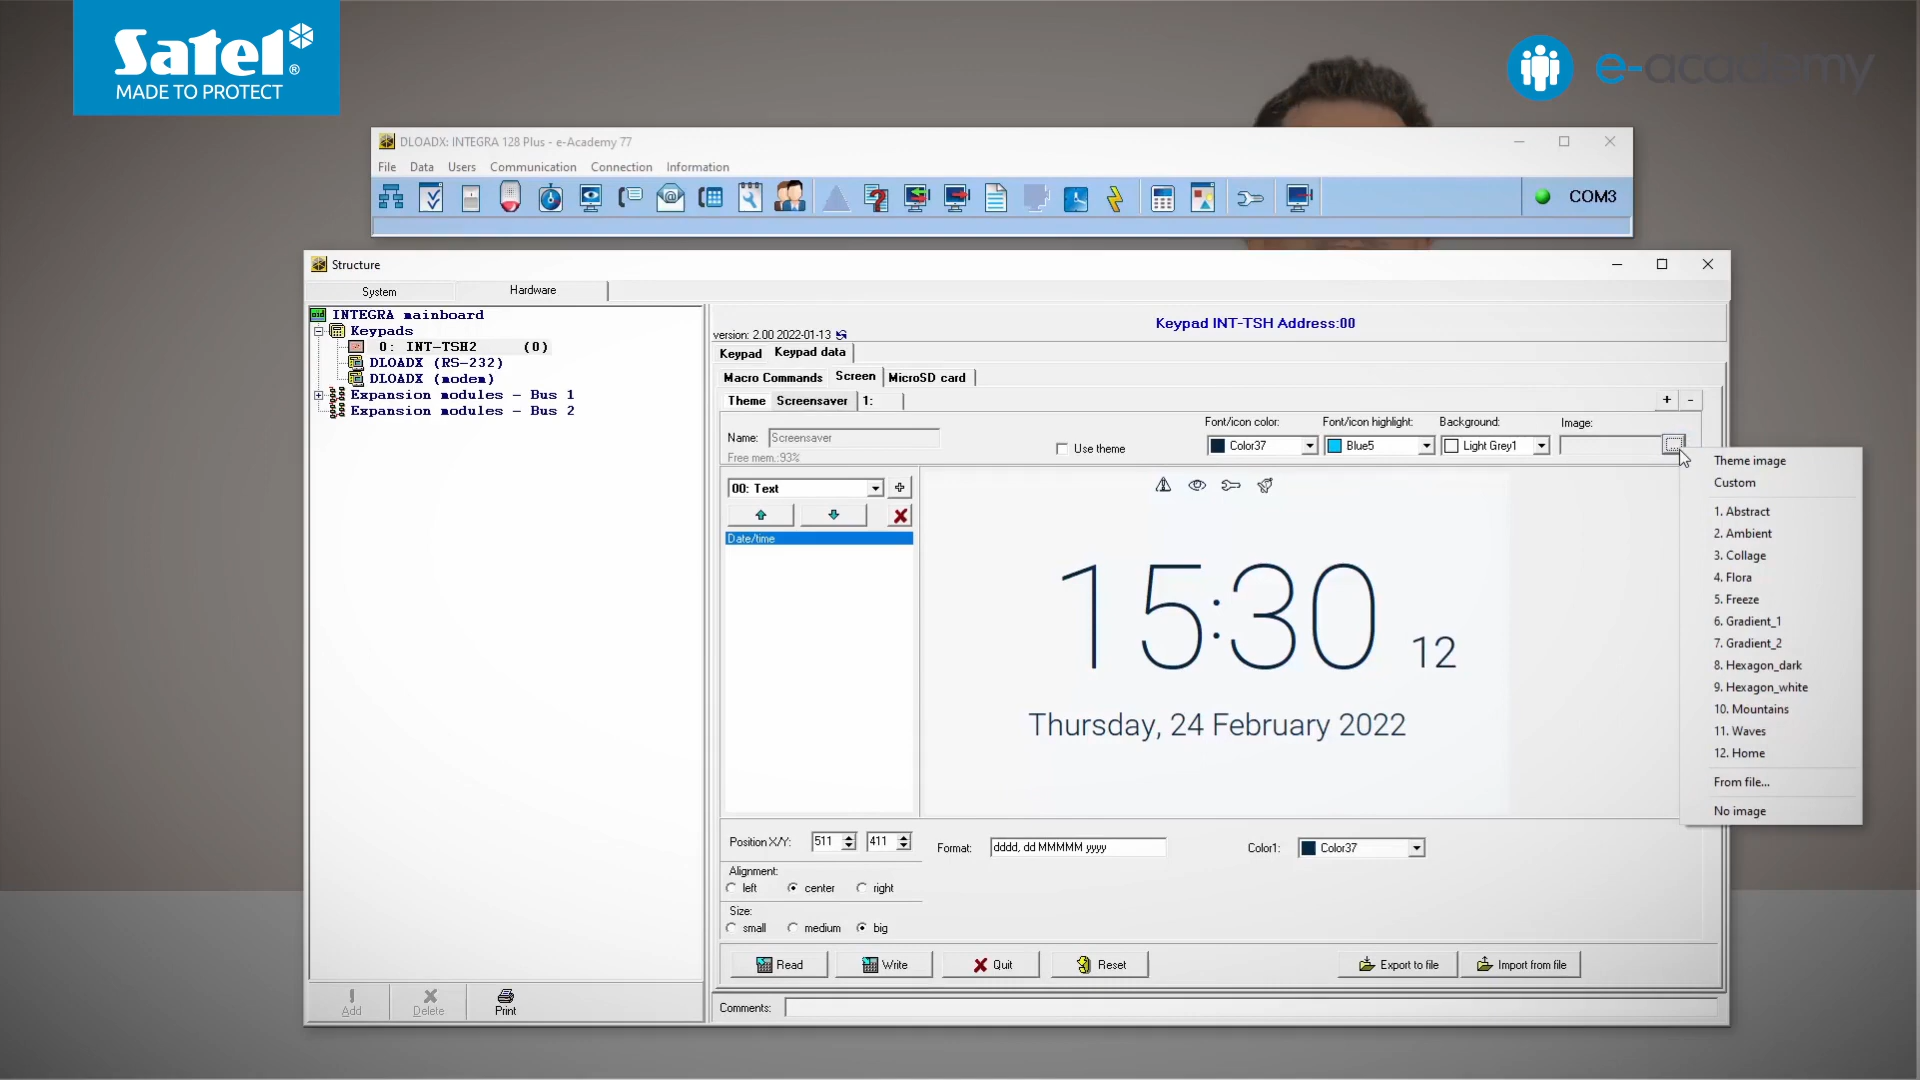 Satel®
MADE TO PROTECT
e-academy
DLOADX: INTEGRA 128 Plus - e-Academy 77
File Data Users Communication Connection Information
COM3
Structure
System Hardware
INTEGRA mainboard
Keypads
0: INT-TSH2 (0)
DLOADX (RS-232)
DLOADX (modem)
Expansion modules - Bus 1
Expansion modules - Bus 2
Add
Delete
Print
Keypad INT-TSH Address:00
version: 2.00 2022-01-13
Keypad Keypad data
Macro Commands Screen MicroSD card
Theme Screensaver 1: + -
Name: Screensaver
Free mem.:93%
Use theme
Font/icon color: Font/icon highlight: Background: Image:
Color37 Blue5 Light Grey1 ...
00: Text
Date/time
15:30 12
Thursday, 24 February 2022
Theme image
Custom
1. Abstract
2. Ambient
3. Collage
4. Flora
5. Freeze
6. Gradient_1
7. Gradient_2
8. Hexagon_dark
9. Hexagon_white
10. Mountains
11. Waves
12. Home
From file...
No image
Position X/Y: 511 411
Format: dddd, dd MMMMM yyyy
Color1: Color37
Alignment:
left center right
Size:
small medium big
Read Write Quit Reset Export to file Import from file
Comments: